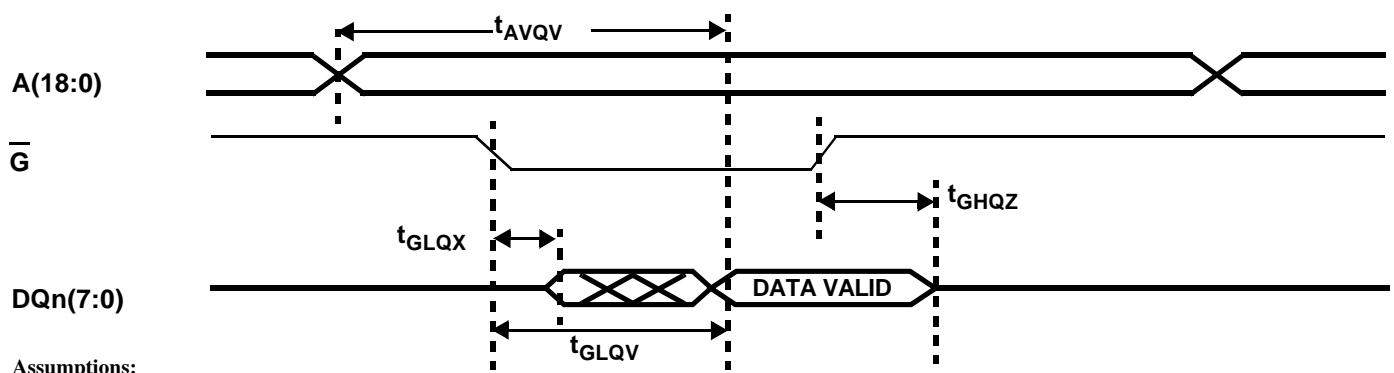 tAVQV
A(18:0)
G
tGHQZ
tGLQX
DQn(7:0)
DATA VALID
tGLQV
Assumptions: